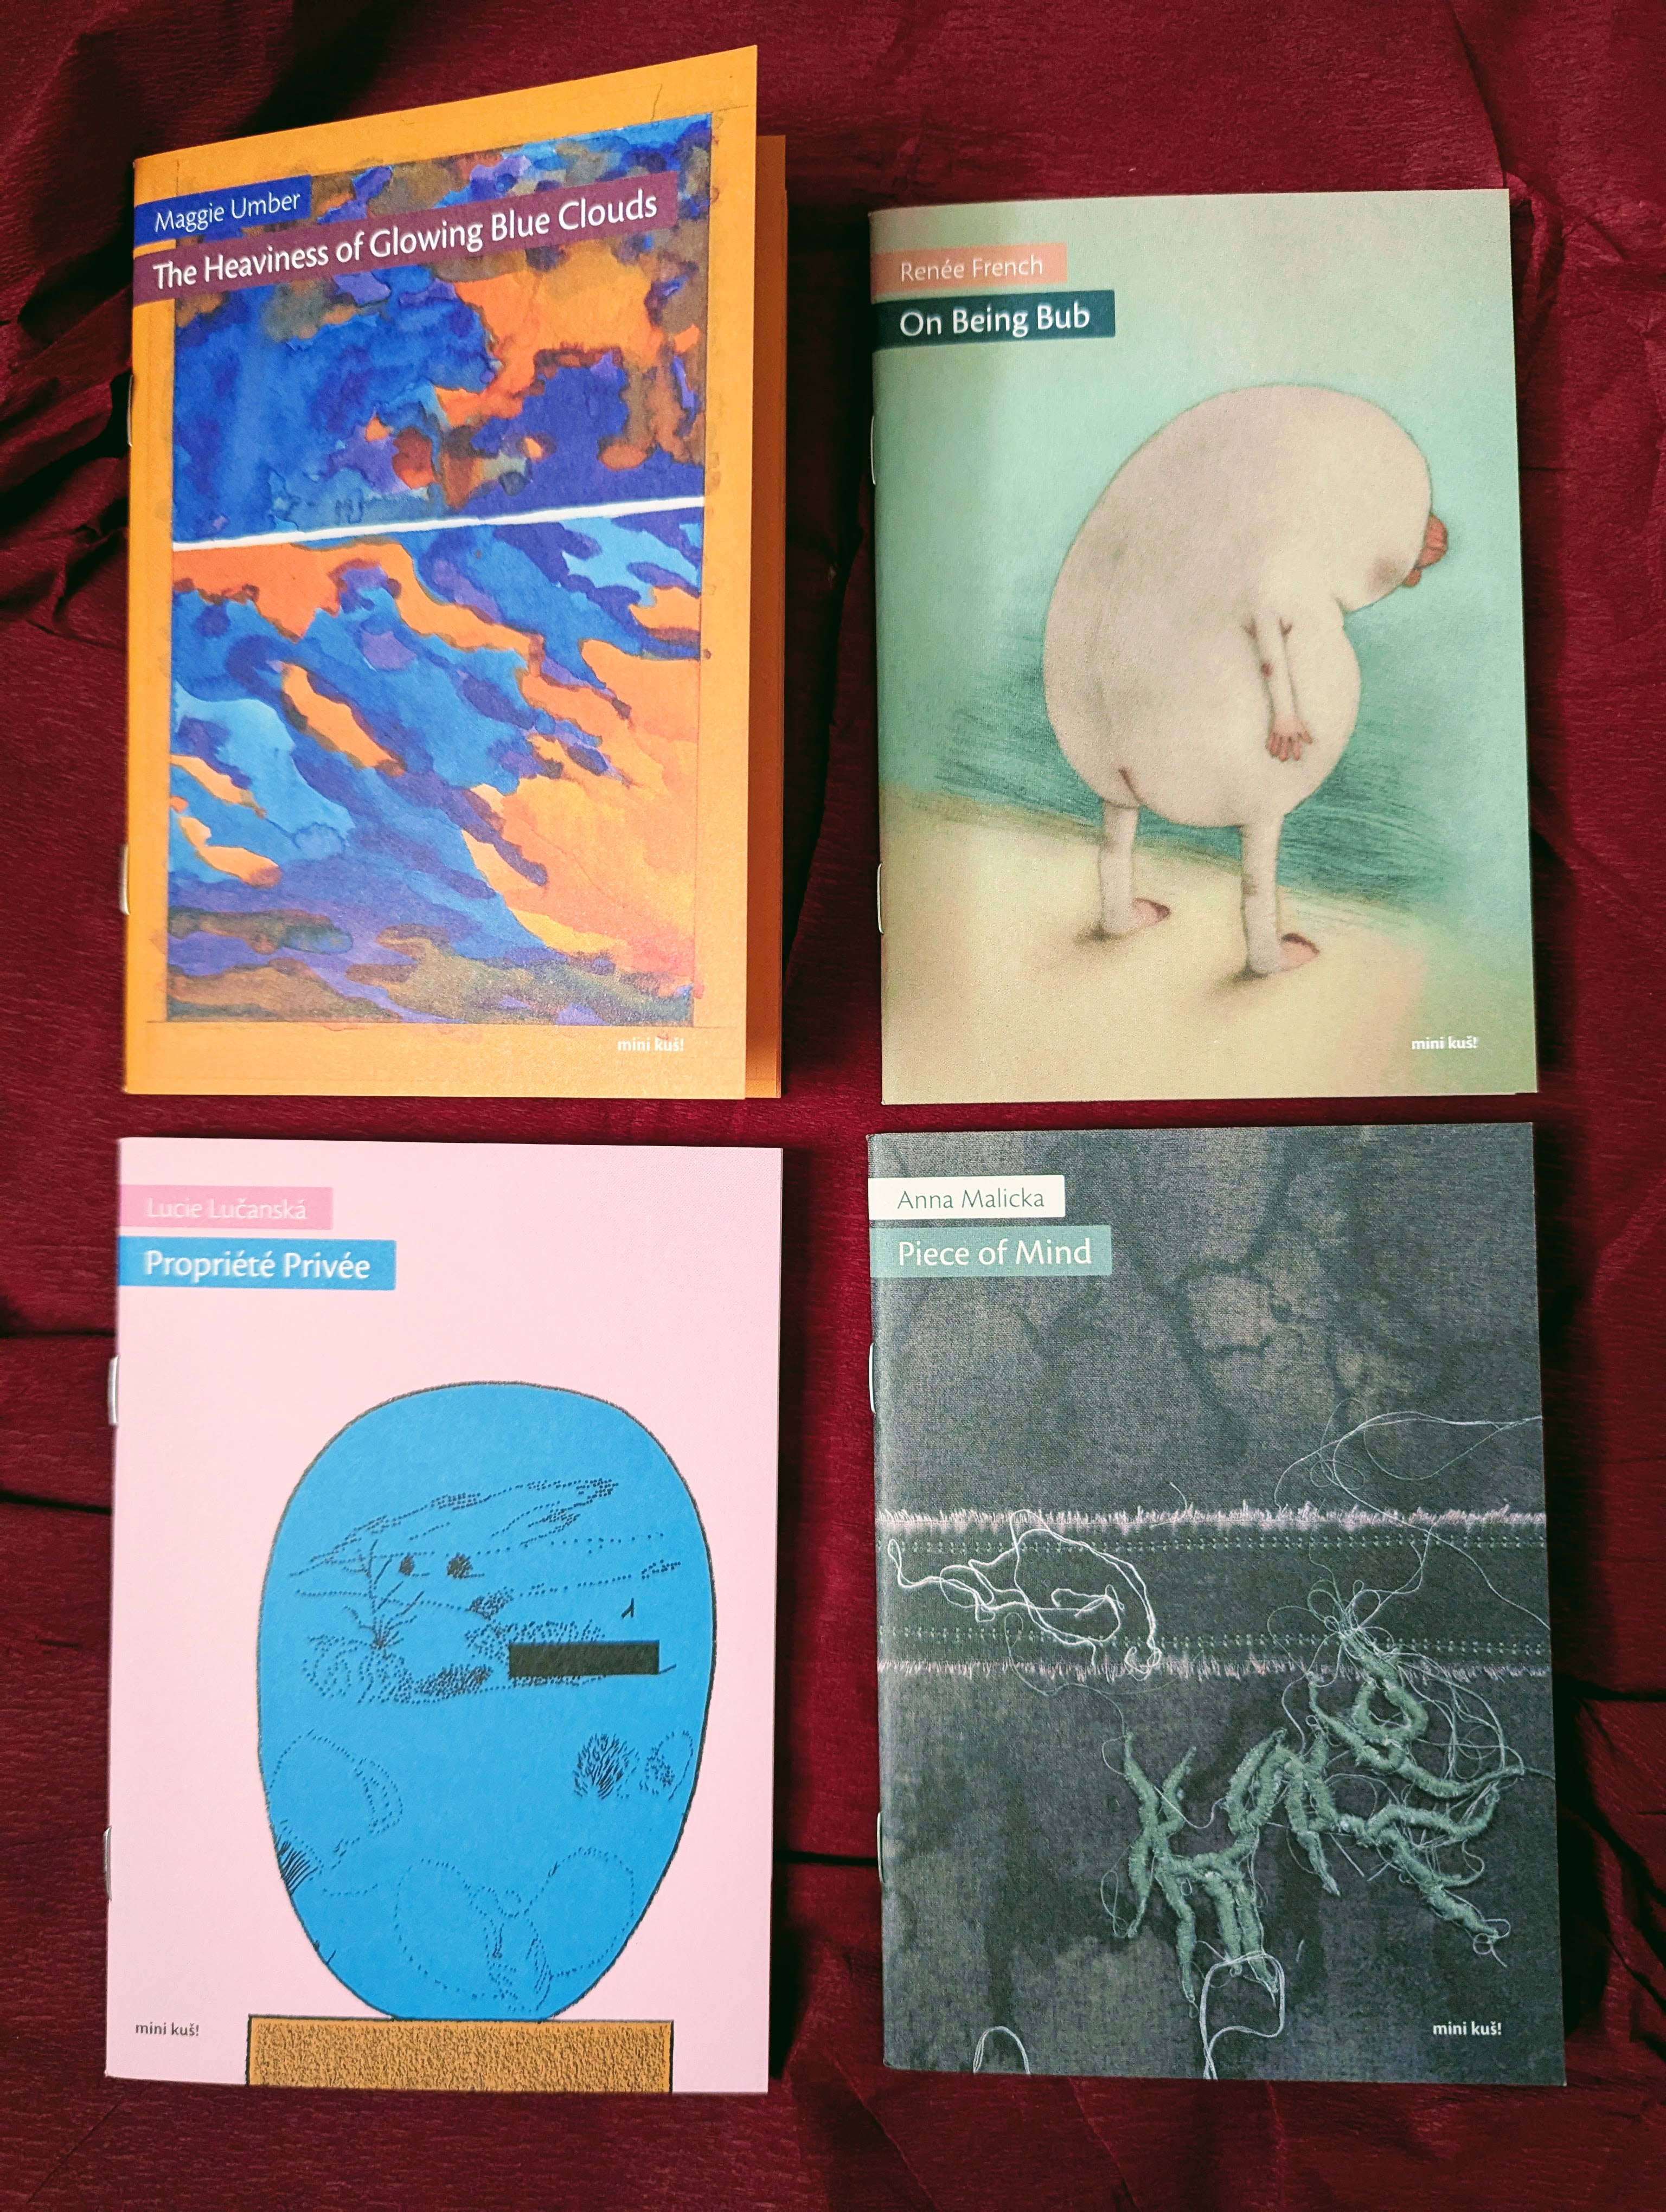 Maggie Umber
The Heaviness of Glowing Blue Clouds
mini kuš!
Renée French
On Being Bub
mini kuš!
Lucie Lučanská
Propriété Privée
mini kuš!
Anna Malicka
Piece of Mind
mini kuš!